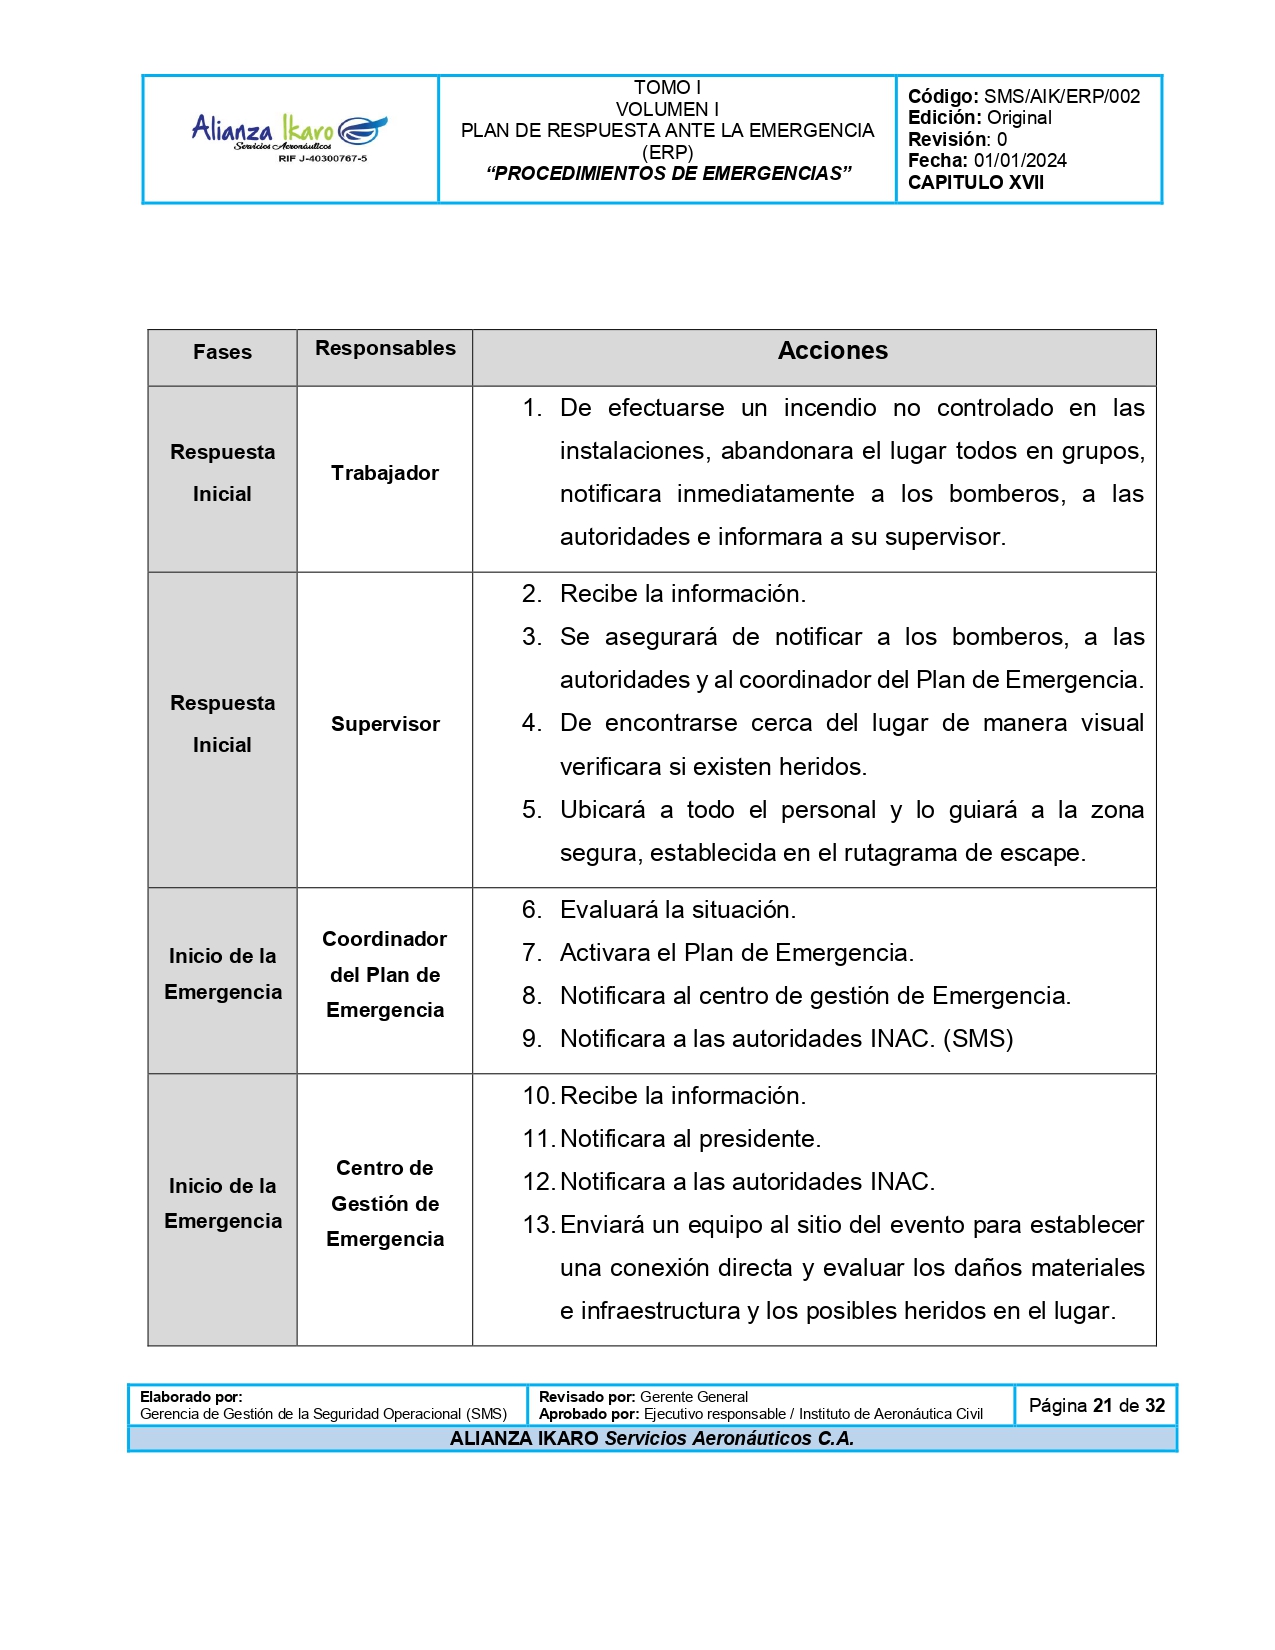 Alianza Ikaro
Servicios Aeronáuticos
RIF J-40300767-5
TOMO I
VOLUMEN I
PLAN DE RESPUESTA ANTE LA EMERGENCIA
(ERP)
“PROCEDIMIENTOS DE EMERGENCIAS”
Código: SMS/AIK/ERP/002
Edición: Original
Revisión: 0
Fecha: 01/01/2024
CAPITULO XVII
Fases
Responsables
Acciones
Respuesta
Inicial
Trabajador
1. De efectuarse un incendio no controlado en las
instalaciones, abandonara el lugar todos en grupos,
notificara inmediatamente a los bomberos, a las
autoridades e informara a su supervisor.
Respuesta
Inicial
Supervisor
2. Recibe la información.
3. Se asegurará de notificar a los bomberos, a las
autoridades y al coordinador del Plan de Emergencia.
4. De encontrarse cerca del lugar de manera visual
verificara si existen heridos.
5. Ubicará a todo el personal y lo guiará a la zona
segura, establecida en el rutagrama de escape.
Inicio de la
Emergencia
Coordinador
del Plan de
Emergencia
6. Evaluará la situación.
7. Activara el Plan de Emergencia.
8. Notificara al centro de gestión de Emergencia.
9. Notificara a las autoridades INAC. (SMS)
Inicio de la
Emergencia
Centro de
Gestión de
Emergencia
10. Recibe la información.
11. Notificara al presidente.
12. Notificara a las autoridades INAC.
13. Enviará un equipo al sitio del evento para establecer
una conexión directa y evaluar los daños materiales
e infraestructura y los posibles heridos en el lugar.
Elaborado por:
Gerencia de Gestión de la Seguridad Operacional (SMS)
Revisado por: Gerente General
Aprobado por: Ejecutivo responsable / Instituto de Aeronáutica Civil
Página 21 de 32
ALIANZA IKARO Servicios Aeronáuticos C.A.